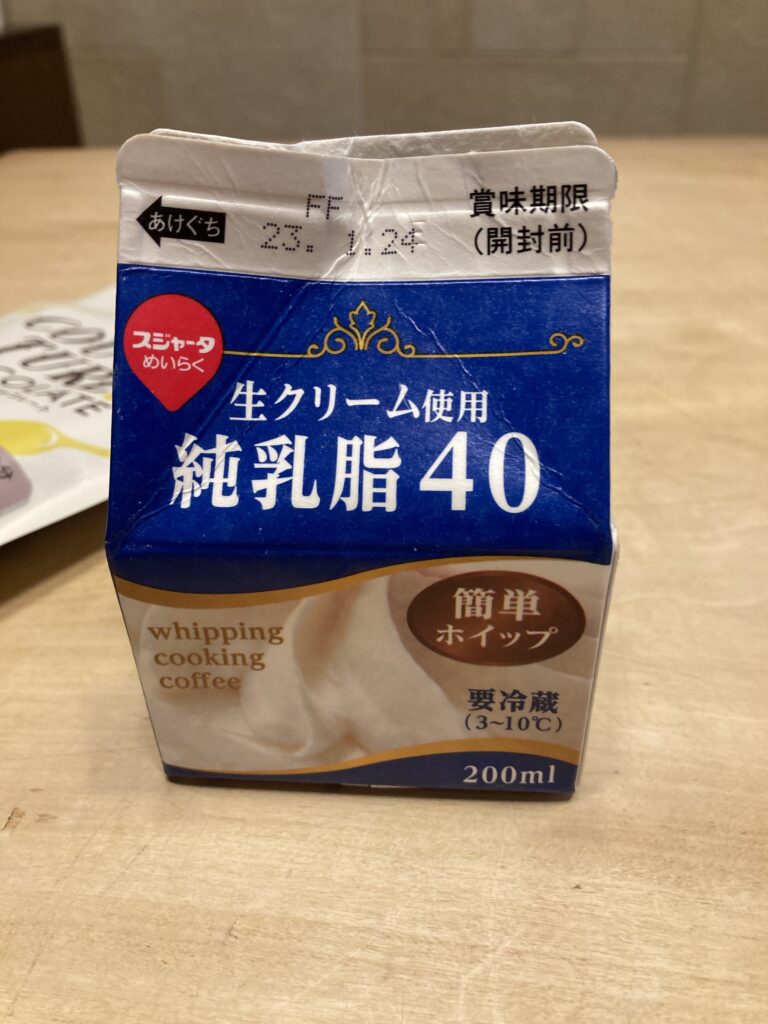 あけぐち
FF
23. 1.24
賞味期限
(開封前)
スジャータ
めいらく
生クリーム使用
純乳脂40
whipping
cooking
coffee
簡単
ホイップ
要冷蔵
(3~10℃)
200ml